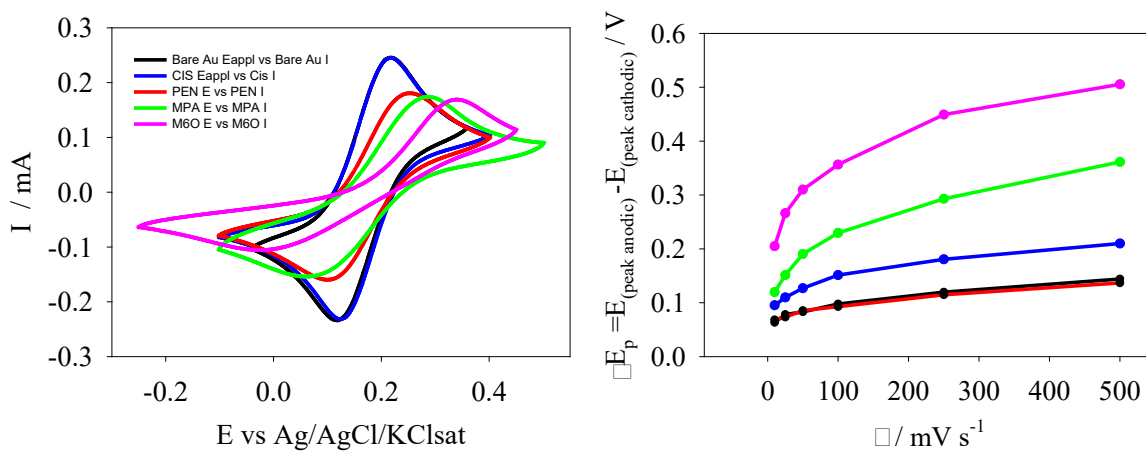 0.3
0.2
0.1
0.0
-0.1
-0.2
-0.3
I / mA
Bare Au Eappl vs Bare Au I
CIS Eappl vs Cis I
PEN E vs PEN I
MPA E vs MPA I
M6O E vs M6O I
-0.2 0.0 0.2 0.4
E vs Ag/AgCl/KClsat
0.6
0.5
0.4
0.3
0.2
0.1
0.0
□E_p =E_(peak anodic) -E_(peak cathodic) / V
0 100 200 300 400 500
□ / mV s⁻¹